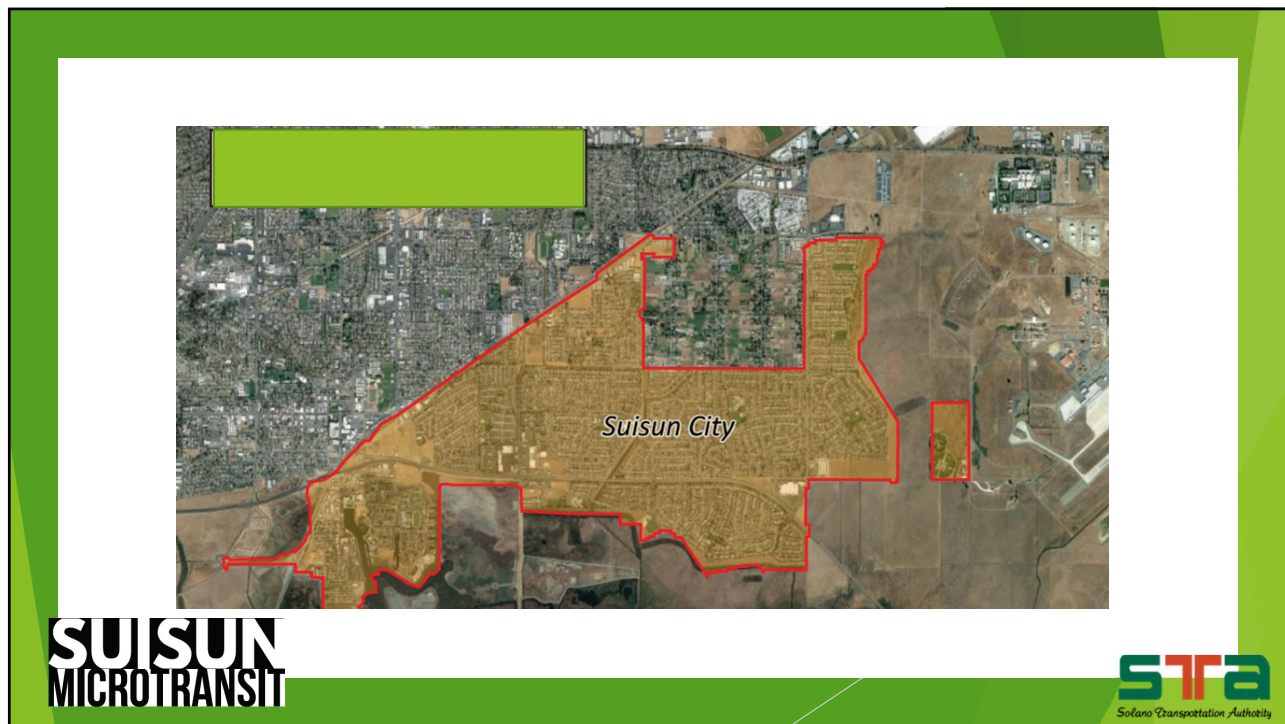 Suisun City
SUISUN
MICROTRANSIT
STA
Solano Transportation Authority